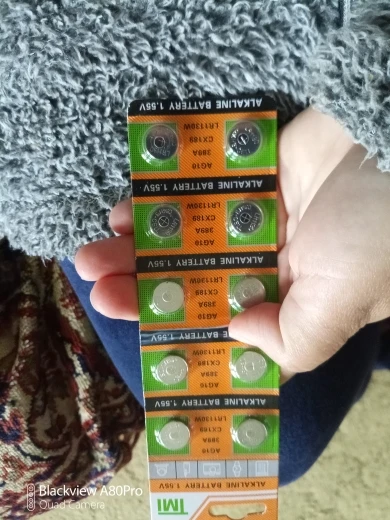 TMI
ALKALINE BATTERY 1.55V
AG10
389A
CX189
LR1130W
ALKALINE BATTERY 1.55V
AG10
389A
CX189
LR1130W
1.55V
AG10
389A
CX189
LR1130W
ALKALINE BATTERY 1.55V
AG10
389A
CX189
LR1130W
ALKALINE BATTERY 1.55V
AG10
389A
CX189
LR1130W
ALKALINE BATTERY 1.55V
Blackview A80Pro
Quad Camera